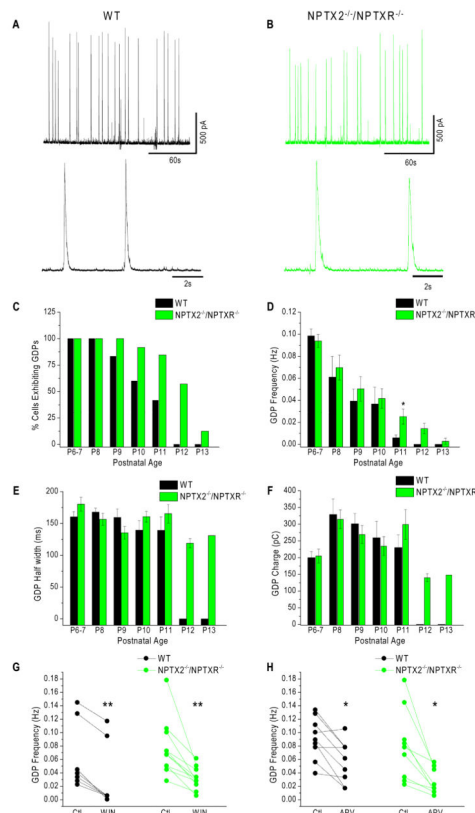 A
WT
500 pA
60s
2s
B
NPTX2-/-/NPTXR-/-
500 pA
60s
2s
C
WT
NPTX2-/-/NPTXR-/-
% Cells Exhibiting GDPs
125
100
75
50
25
0
P6-7 P8 P9 P10 P11 P12 P13
Postnatal Age
D
WT
NPTX2-/-/NPTXR-/-
GDP Frequency (Hz)
0.12
0.10
0.08
0.06
0.04
0.02
0.00
*
P6-7 P8 P9 P10 P11 P12 P13
Postnatal Age
E
WT
NPTX2-/-/NPTXR-/-
GDP Half width (ms)
200
150
100
50
0
P6-7 P8 P9 P10 P11 P12 P13
Postnatal Age
F
WT
NPTX2-/-/NPTXR
GDP Charge (pC)
400
350
300
250
200
150
100
50
0
P6-7 P8 P9 P10 P11 P12 P13
Postnatal Age
G
WT
NPTX2-/-/NPTXR-/-
GDP Frequency (Hz)
0.18
0.16
0.14
0.12
0.10
0.08
0.06
0.04
0.02
0.00
** **
Ctl WIN Ctl WIN
H
WT
NPTX2-/-/NPTXR-/-
GDP Frequency (Hz)
0.18
0.16
0.14
0.12
0.10
0.08
0.06
0.04
0.02
0.00
* *
Ctl APV Ctl APV